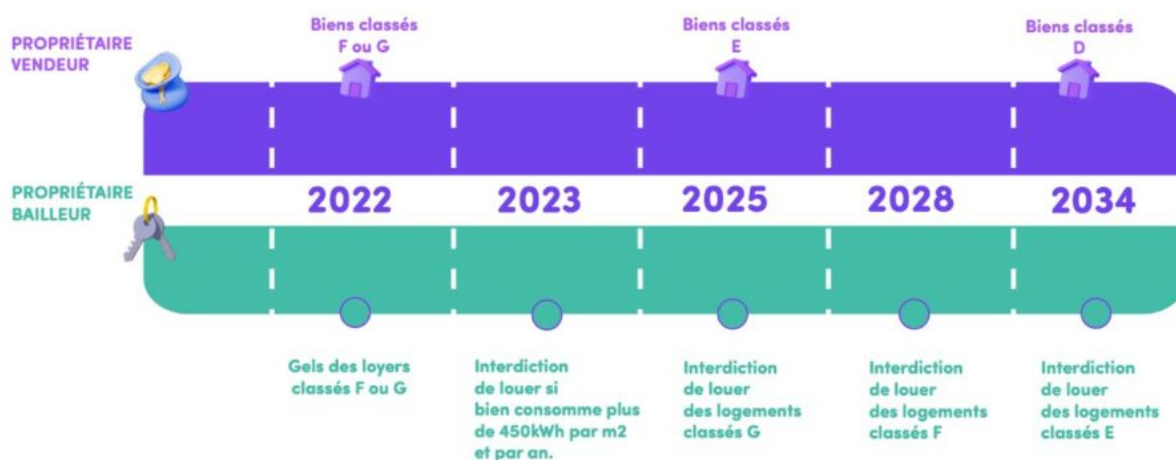 PROPRIÉTAIRE
VENDEUR
Biens classés
F ou G
Biens classés
E
Biens classés
D
PROPRIÉTAIRE
BAILLEUR
2022
2023
2025
2028
2034
Gels des loyers
classés F ou G
Interdiction
de louer si
bien consomme plus
de 450kWh par m2
et par an.
Interdiction
de louer
des logements
classés G
Interdiction
de louer
des logements
classés F
Interdiction
de louer
des logements
classés E